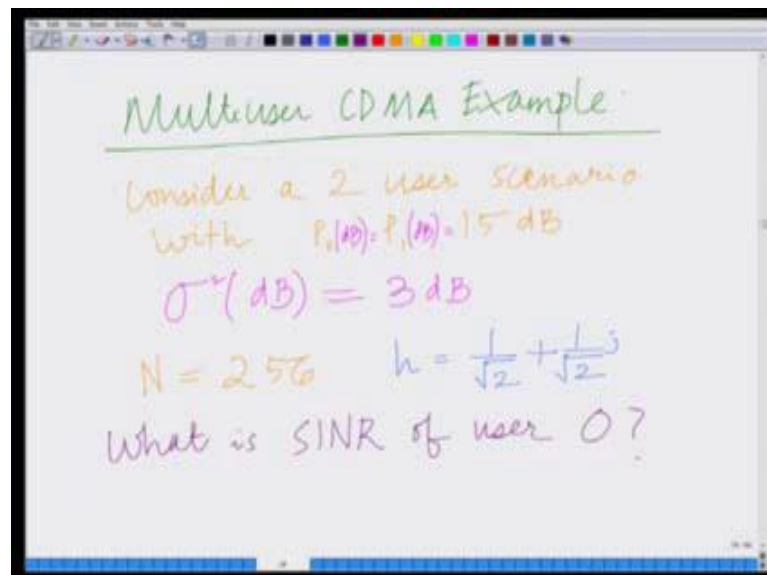 Multiuser CDMA Example
Consider a 2 user scenario
with P₀(dB) = P₁(dB) = 15 dB
σ²(dB) = 3 dB
N = 256 h = 1/√2 + 1/√2 j
What is SINR of user 0?